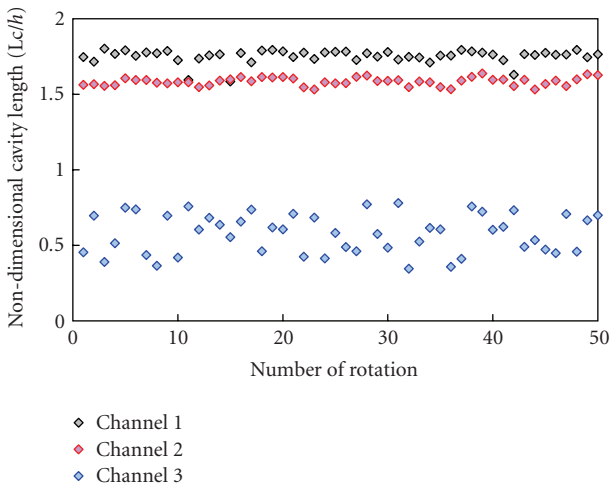 Non-dimensional cavity length (Lc/h)
2
1.5
1
0.5
0
0 10 20 30 40 50
Number of rotation
Channel 1
Channel 2
Channel 3